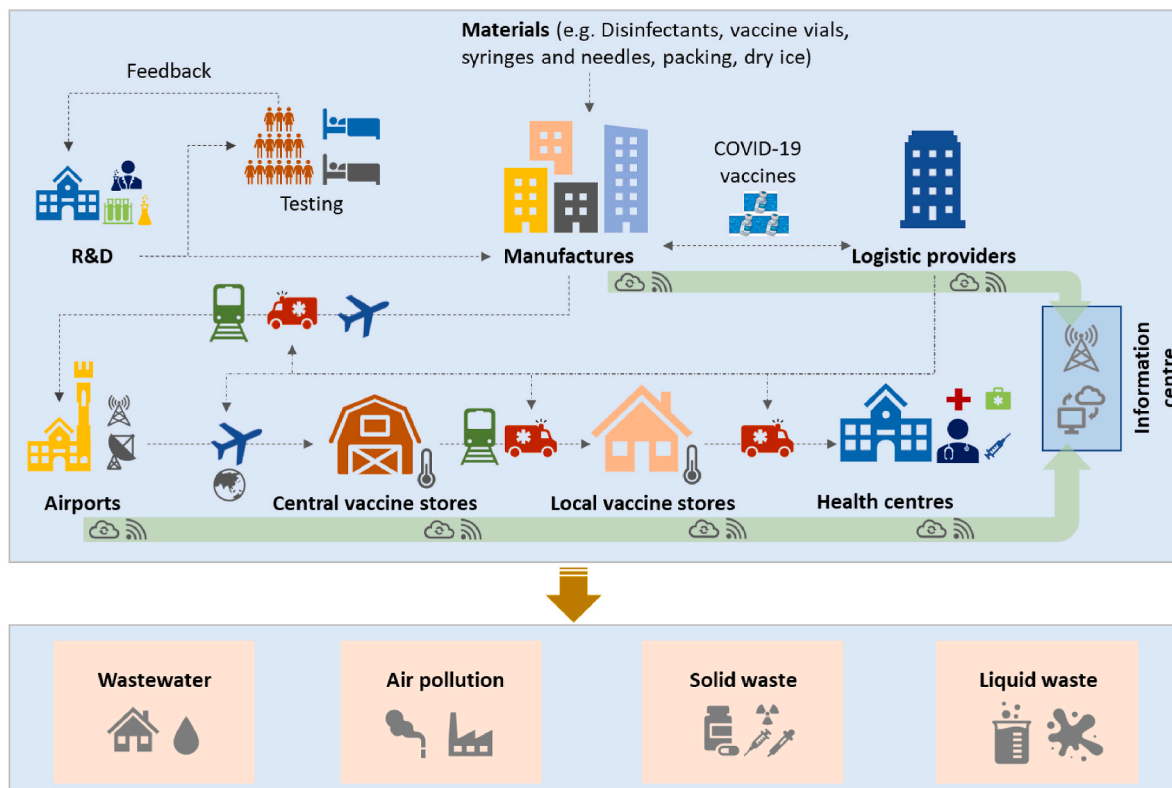 Materials (e.g. Disinfectants, vaccine vials,
syringes and needles, packing, dry ice)
Feedback
Testing
R&D
COVID-19
vaccines
Manufactures
Logistic providers
Information
centre
Airports
Central vaccine stores
Local vaccine stores
Health centres
Wastewater
Air pollution
Solid waste
Liquid waste